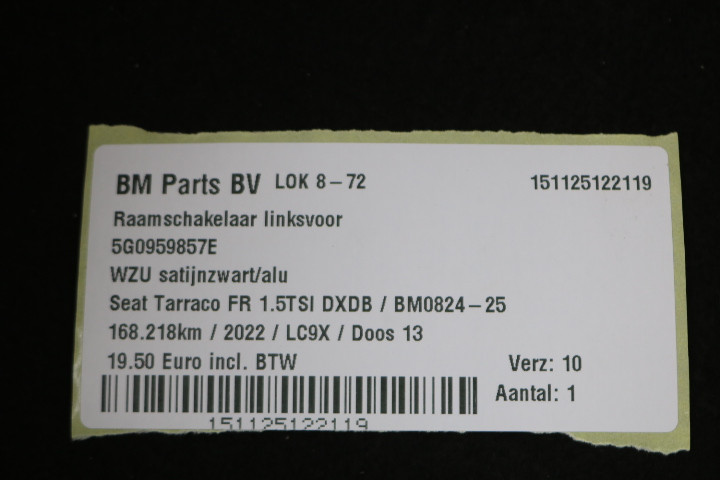 BM Parts BV LOK 8-72 151125122119
Raamschakelaar linksvoor
5G0959857E
WZU satijnzwart/alu
Seat Tarraco FR 1.5TSI DXDB / BM0824-25
168.218km / 2022 / LC9X / Doos 13
19.50 Euro incl. BTW Verz: 10
Aantal: 1
151125122119